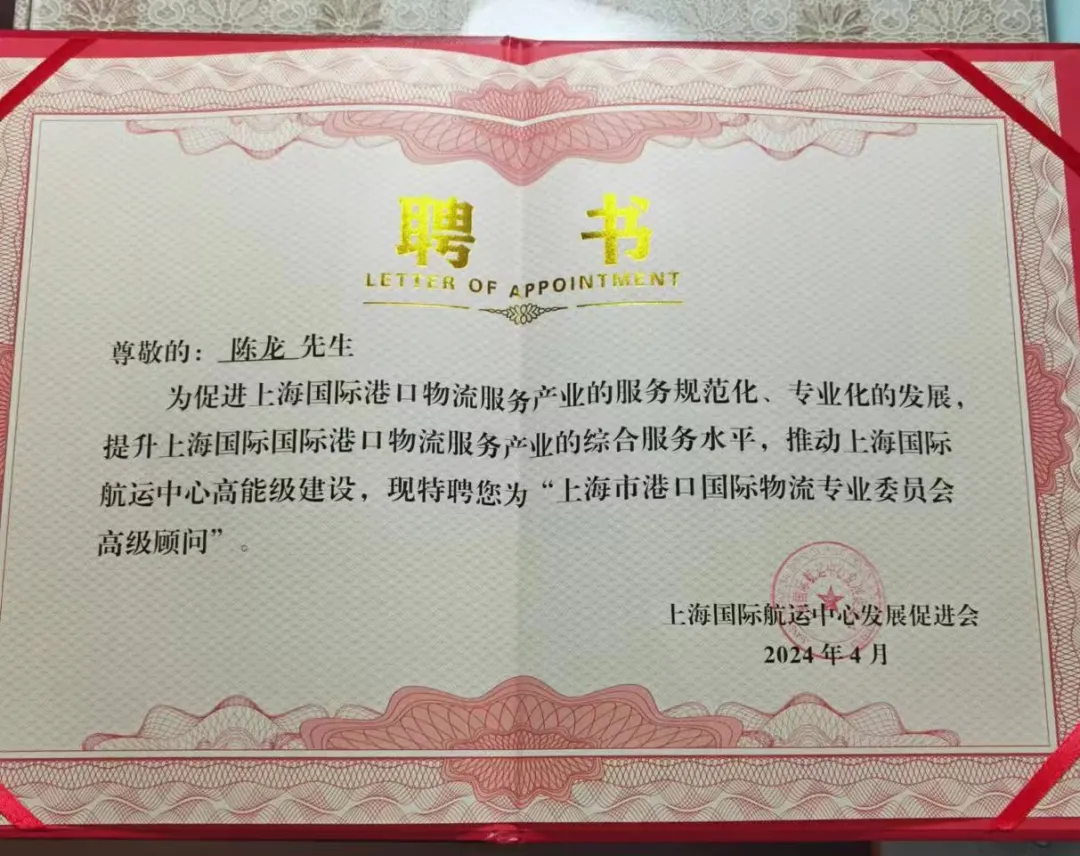 聘书
LETTER OF APPOINTMENT
尊敬的：陈龙 先生
为促进上海国际港口物流服务产业的服务规范化、专业化的发展，
提升上海国际国际港口物流服务产业的综合服务水平，推动上海国际
航运中心高能级建设，现特聘您为“上海市港口国际物流专业委员会
高级顾问”。
上海国际航运中心发展促进会
2024 年 4 月